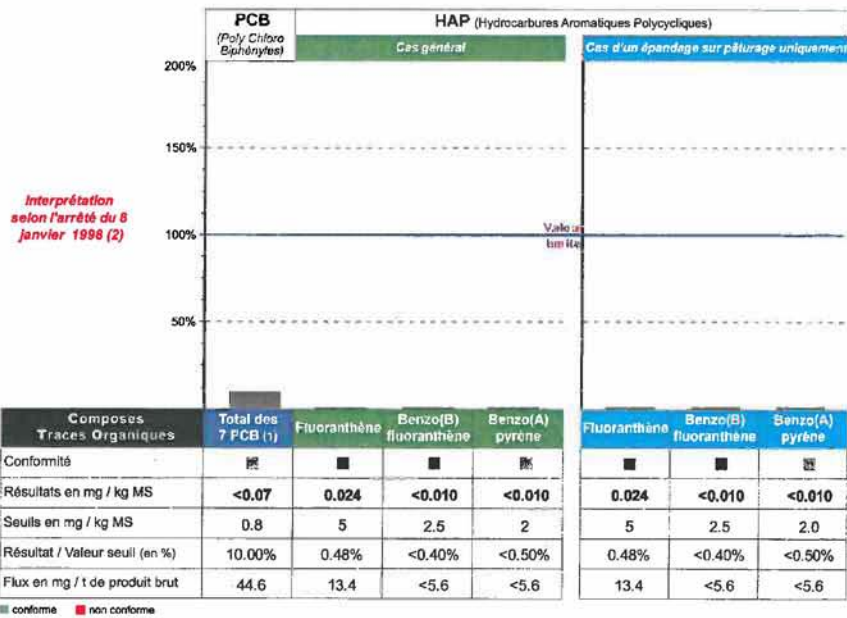 PCB
(Poly Chloro
Biphényles)
HAP (Hydrocarbures Aromatiques Polycycliques)
Cas général
Cas d'un épandage sur pâturage uniquement
200%
150%
100%
50%
Interprétation
selon l'arrêté du 8
janvier 1998 (2)
Valeur
limite
Composes
Traces Organiques
Total des
7 PCB (1)
Fluoranthène
Benzo(B)
fluoranthène
Benzo(A)
pyrène
Fluoranthène
Benzo(B)
fluoranthène
Benzo(A)
pyrène
Conformité
Résultats en mg / kg MS <0.07 0.024 <0.010 <0.010 0.024 <0.010 <0.010
Seuils en mg / kg MS 0.8 5 2.5 2 5 2.5 2.0
Résultat / Valeur seuil (en %) 10.00% 0.48% <0.40% <0.50% 0.48% <0.40% <0.50%
Flux en mg / t de produit brut 44.6 13.4 <5.6 <5.6 13.4 <5.6 <5.6
conforme non conforme